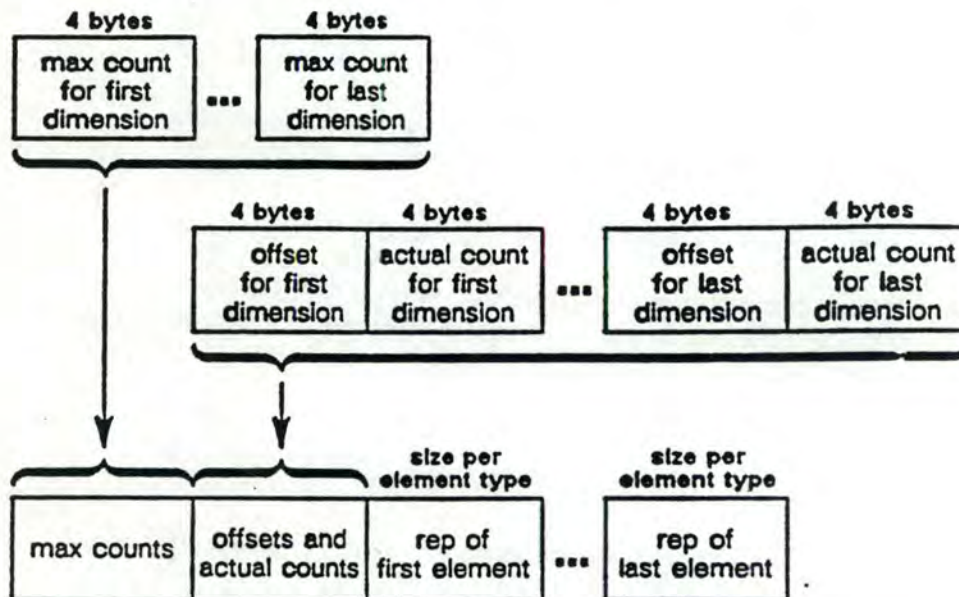 4 bytes 4 bytes
max count for first dimension ... max count for last dimension
4 bytes 4 bytes 4 bytes 4 bytes
offset for first dimension actual count for first dimension ... offset for last dimension actual count for last dimension
size per element type size per element type
max counts offsets and actual counts rep of first element ... rep of last element